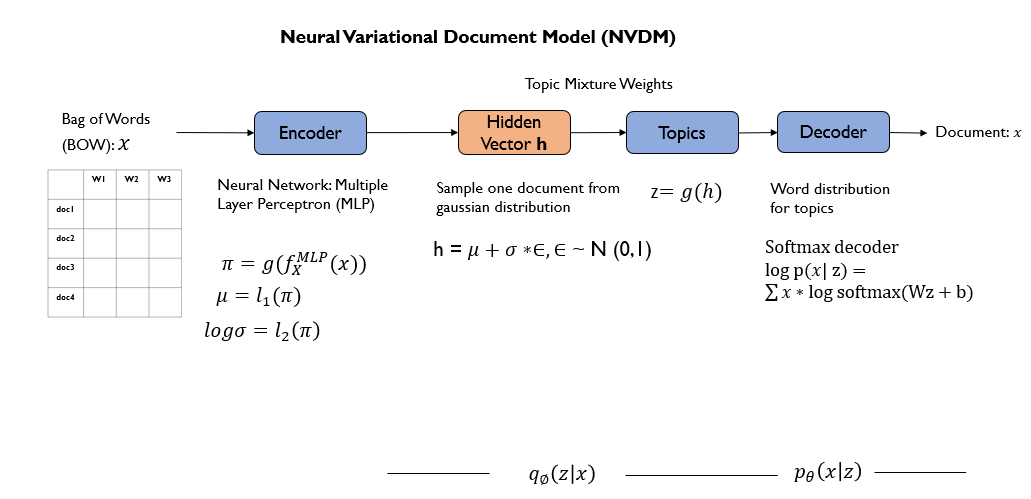 Neural Variational Document Model (NVDM)
Topic Mixture Weights
Bag of Words
(BOW): X
Encoder
Hidden
Vector h
Topics
Decoder
Document: x
W1 W2 W3
doc1
doc2
doc3
doc4
Neural Network: Multiple
Layer Perceptron (MLP)
π = g(f_X^{MLP}(x))
μ = l₁(π)
logσ = l₂(π)
Sample one document from
gaussian distribution
h = μ + σ *∈, ∈ ~ N (0,1)
z= g(h)
Word distribution
for topics
Softmax decoder
log p(x| z) =
∑ x * log softmax(Wz + b)
q_∅(z|x)
p_θ(x|z)